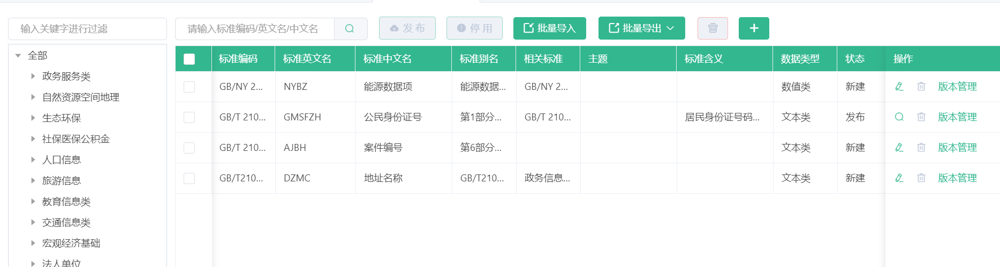 输入关键字进行过滤
请输入标准编码/英文名/中文名
发 布
停 用
批量导入
批量导出
全部
政务服务类
自然资源空间地理
生态环保
社保医保公积金
人口信息
旅游信息
教育信息类
交通信息类
宏观经济基础
法人单位
标准编码 标准英文名 标准中文名 标准别名 相关标准 主题 标准含义 数据类型 状态 操作
GB/NY 2... NYBZ 能源数据项 能源数据... GB/NY 2... 数值类 新建 版本管理
GB/T 210... GMSFZH 公民身份证号 第1部分... GB/T 210... 居民身份证号码... 文本类 发布 版本管理
GB/T 210... AJBH 案件编号 第6部分... 文本类 新建 版本管理
GB/T210... DZMC 地址名称 GB/T210... 政务信息... 文本类 新建 版本管理